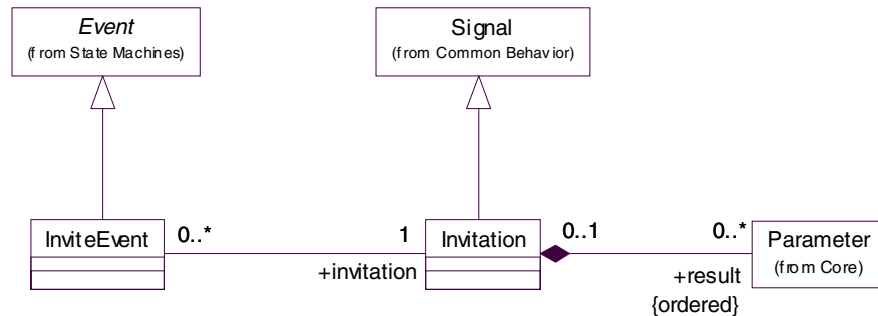 Event
(from State Machines)
Signal
(from Common Behavior)
InviteEvent
0..*
1
+invitation
Invitation
0..1
0..*
+result
{ordered}
Parameter
(from Core)